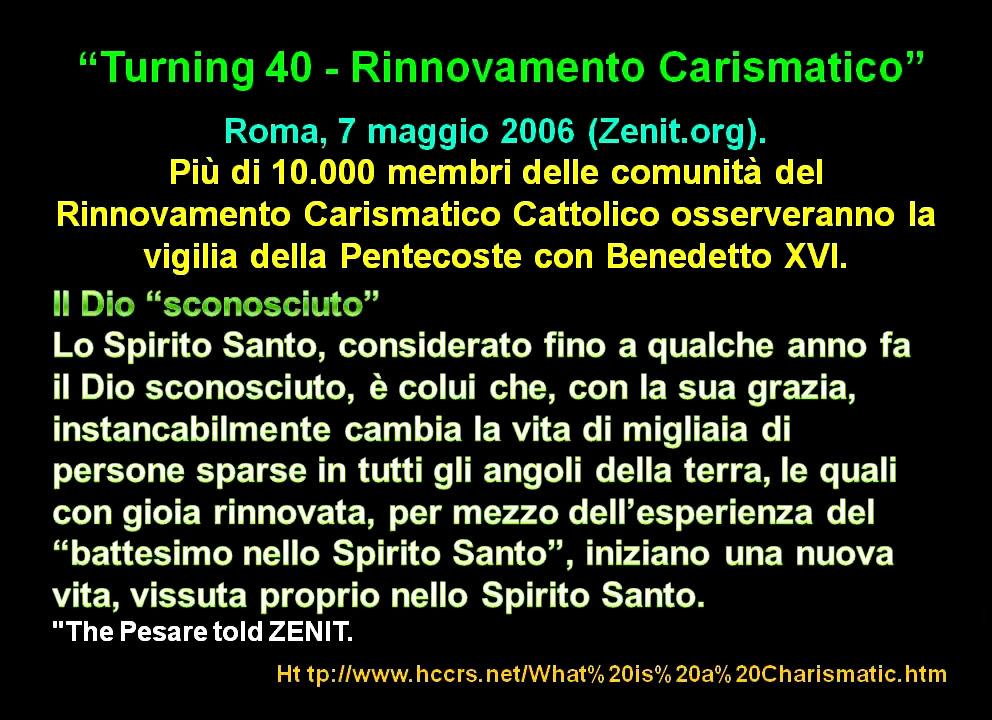 “Turning 40 - Rinnovamento Carismatico”
Roma, 7 maggio 2006 (Zenit.org).
Più di 10.000 membri delle comunità del
Rinnovamento Carismatico Cattolico osserveranno la
vigilia della Pentecoste con Benedetto XVI.
Il Dio “sconosciuto”
Lo Spirito Santo, considerato fino a qualche anno fa
il Dio sconosciuto, è colui che, con la sua grazia,
instancabilmente cambia la vita di migliaia di
persone sparse in tutti gli angoli della terra, le quali
con gioia rinnovata, per mezzo dell’esperienza del
“battesimo nello Spirito Santo”, iniziano una nuova
vita, vissuta proprio nello Spirito Santo.
"The Pesare told ZENIT.
Ht tp://www.hccrs.net/What%20is%20a%20Charismatic.htm